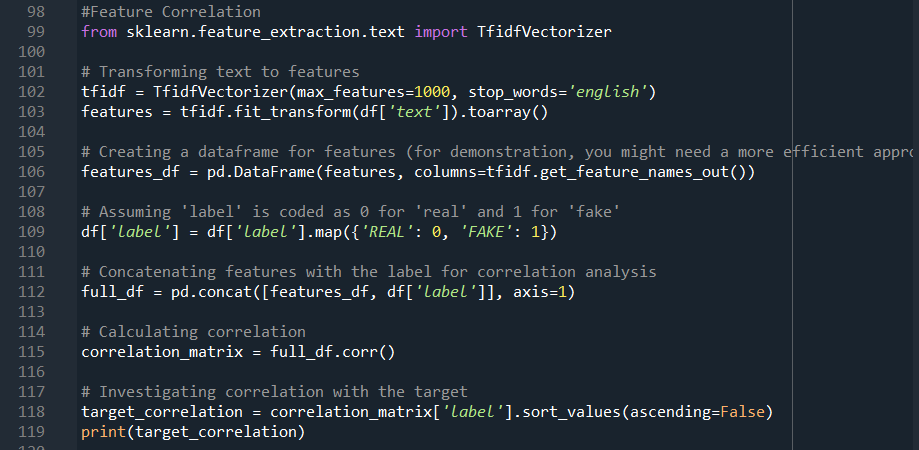 98 #Feature Correlation
99 from sklearn.feature_extraction.text import TfidfVectorizer
100
101 # Transforming text to features
102 tfidf = TfidfVectorizer(max_features=1000, stop_words='english')
103 features = tfidf.fit_transform(df['text']).toarray()
104
105 # Creating a dataframe for features (for demonstration, you might need a more efficient appro
106 features_df = pd.DataFrame(features, columns=tfidf.get_feature_names_out())
107
108 # Assuming 'label' is coded as 0 for 'real' and 1 for 'fake'
109 df['label'] = df['label'].map({'REAL': 0, 'FAKE': 1})
110
111 # Concatenating features with the label for correlation analysis
112 full_df = pd.concat([features_df, df['label']], axis=1)
113
114 # Calculating correlation
115 correlation_matrix = full_df.corr()
116
117 # Investigating correlation with the target
118 target_correlation = correlation_matrix['label'].sort_values(ascending=False)
119 print(target_correlation)